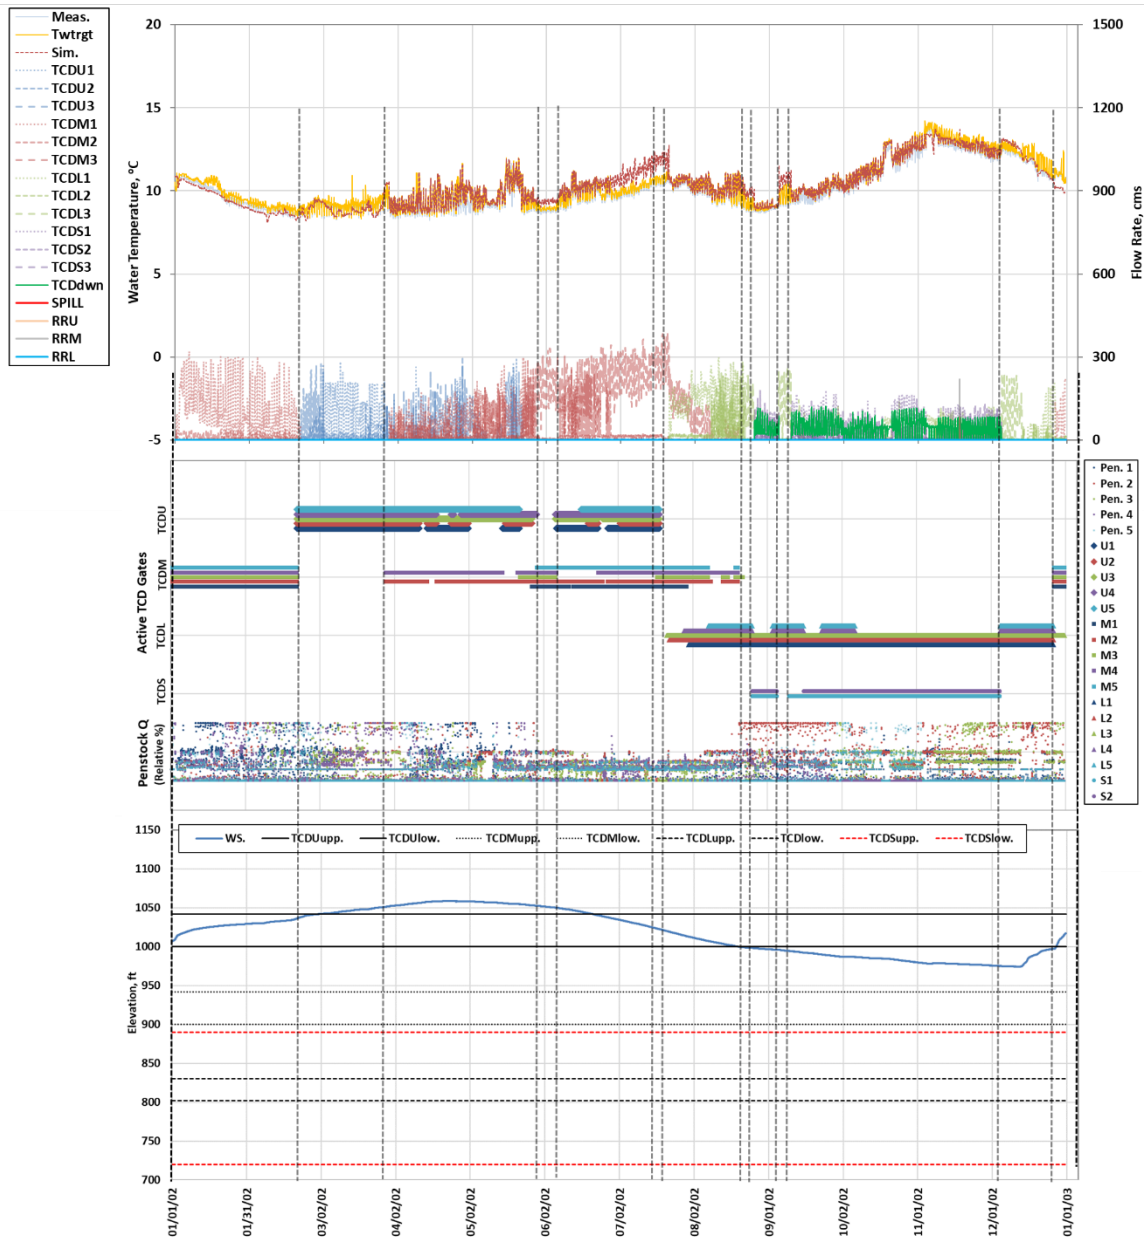 Meas.
Twtrgt
Sim.
TCDU1
TCDU2
TCDU3
TCDM1
TCDM2
TCDM3
TCDL1
TCDL2
TCDL3
TCDS1
TCDS2
TCDS3
TCDdwn
SPILL
RRU
RRM
RRL
Water Temperature, ºC
20
15
10
5
0
-5
1500
1200
900
600
300
0
Flow Rate, cms
Active TCD Gates
TCDU
TCDM
TCDL
TCDS
Penstock Q
(Relative %)
Pen. 1
Pen. 2
Pen. 3
Pen. 4
Pen. 5
U1
U2
U3
U4
U5
M1
M2
M3
M4
M5
L1
L2
L3
L4
L5
S1
S2
WS. TCDUupp. TCDUlow. TCDMupp. TCDMlow. TCDLupp. TCDlow. TCDSupp. TCDSlow.
Elevation, ft
1150
1100
1050
1000
950
900
850
800
750
700
01/01/02
01/31/02
03/02/02
04/02/02
05/02/02
06/02/02
07/02/02
08/02/02
09/01/02
10/02/02
11/01/02
12/02/02
01/01/03